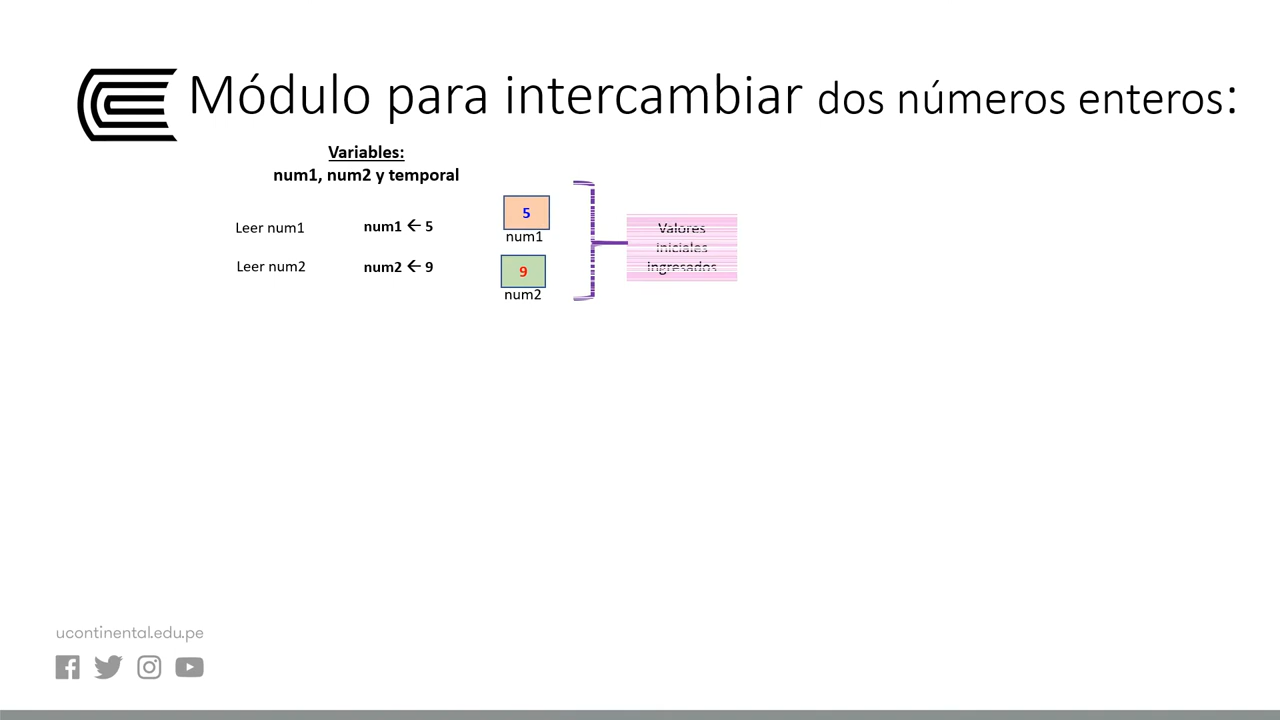 Módulo para intercambiar dos números enteros:
Variables:
num1, num2 y temporal
Leer num1
num1 ← 5
5
num1
Leer num2
num2 ← 9
9
num2
Valores
iniciales
ingresados
ucontinental.edu.pe